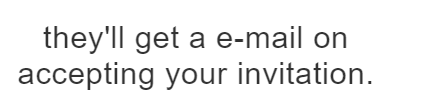 they'll get a e-mail on
accepting your invitation.